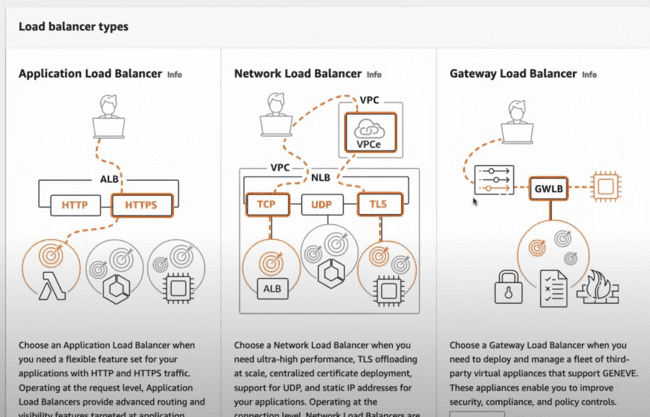 Load balancer types
Application Load Balancer Info
ALB
HTTP
HTTPS
Choose an Application Load Balancer when
you need a flexible feature set for your
applications with HTTP and HTTPS traffic.
Operating at the request level, Application
Load Balancers provide advanced routing and
visibility features targeted at application
Network Load Balancer Info
VPC
VPCe
VPC
NLB
TCP
UDP
TLS
ALB
Choose a Network Load Balancer when you
need ultra-high performance, TLS offloading
at scale, centralized certificate deployment,
support for UDP, and static IP addresses for
your applications. Operating at the
connection level, Network Load Balancers are
Gateway Load Balancer Info
GWLB
Choose a Gateway Load Balancer when you
need to deploy and manage a fleet of third-
party virtual appliances that support GENEVE.
These appliances enable you to improve
security, compliance, and policy controls.